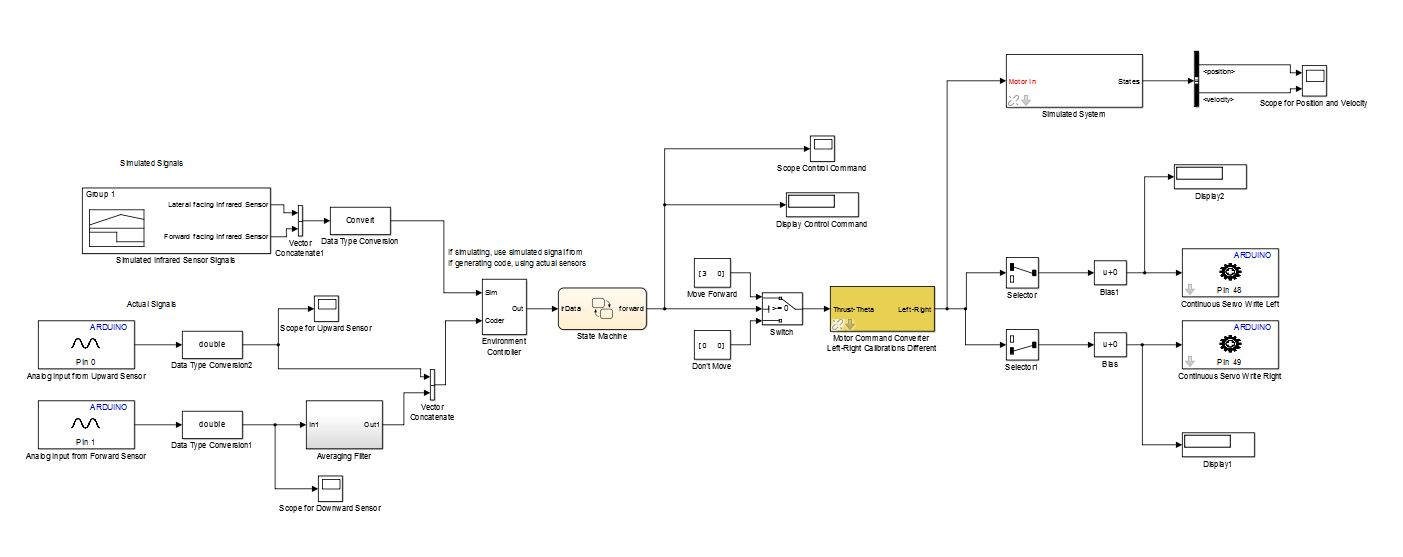 Simulated Signals
Group 1
Lateral facing Infrared Sensor
Forward facing Infrared Sensor
Simulated Infrared Sensor Signals
Vector
Concatenate1
Convert
Data Type Conversion
Actual Signals
ARDUINO
Pin 0
Analog Input from Upward Sensor
double
Data Type Conversion2
Scope for Upward Sensor
ARDUINO
Pin 1
Analog Input from Forward Sensor
double
Data Type Conversion1
In1
Out1
Averaging Filter
Scope for Downward Sensor
Vector
Concatenate
If simulating, use simulated signal from
If generating code, using actual sensors
Sim
Coder
Out
Environment
Controller
IrData
forward
State Machine
Scope Control Command
Display Control Command
[3 0]
Move Forward
[0 0]
Don't Move
>= 0
Switch
Thrust-Theta
Left-Right
Motor Command Converter
Left-Right Calibrations Different
Motor In
States
Simulated System
<position>
<velocity>
Scope for Position and Velocity
Display2
Selector
u+0
Bias1
ARDUINO
Pin 48
Continuous Servo Write Left
Selector1
u+0
Bias
ARDUINO
Pin 49
Continuous Servo Write Right
Display1